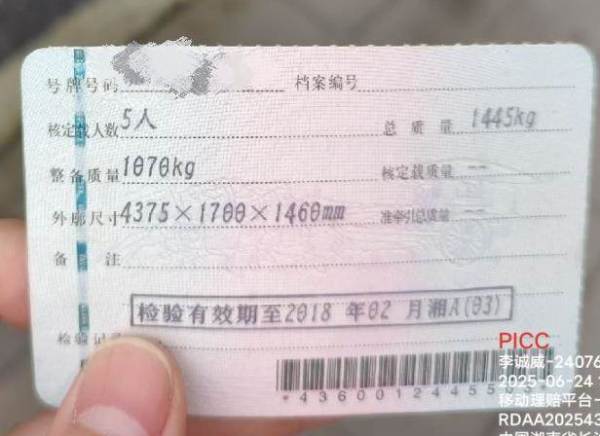 号牌号码 档案编号
核定载人数 5人 总质量 1445kg
整备质量 1070kg 核定载质量 --
外廓尺寸 4375×1700×1460mm 准牵引总质量 --
备注
检验有效期至2018 年02 月湘A(03)
检验记
PICC
李诚威-24076
2025-06-24
移动理赔平台-
RDAA202543
*4360012445